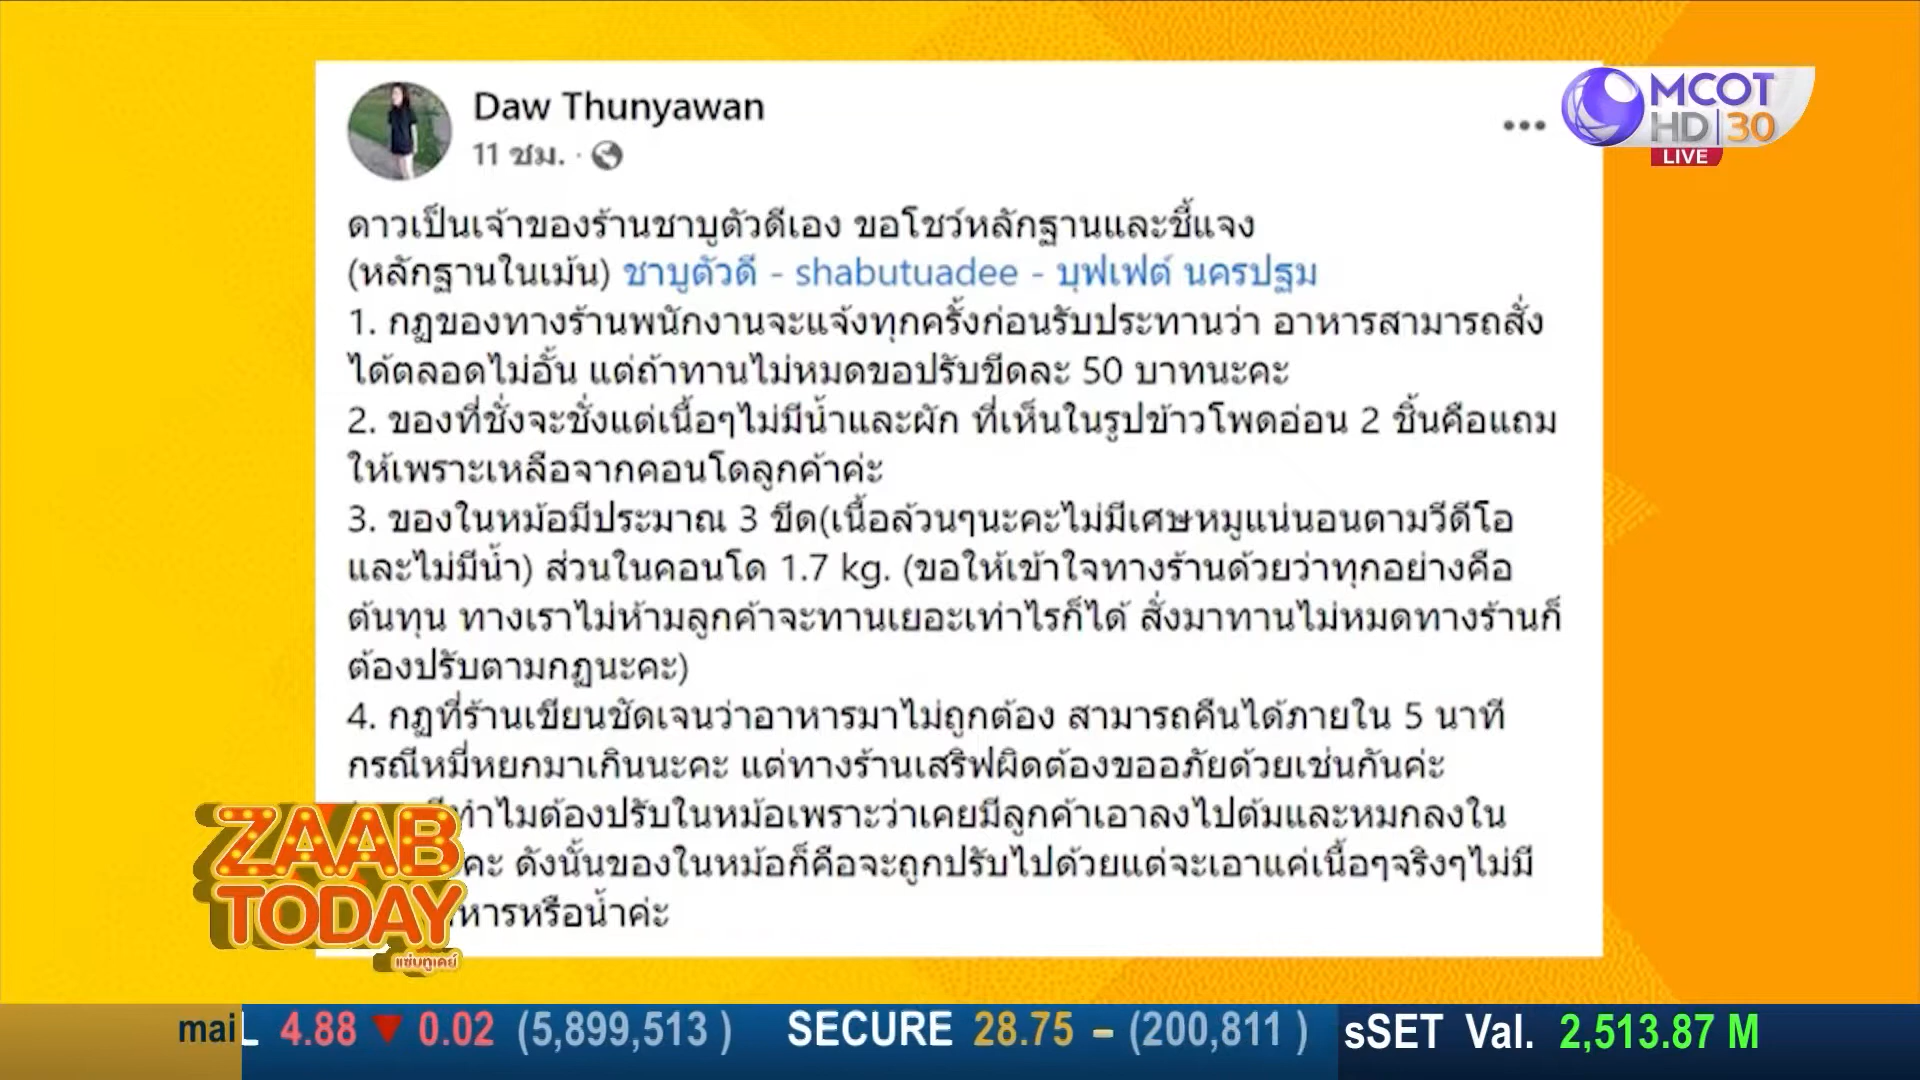 Daw Thunyawan
11 ชม.
MCOT
HD 30
LIVE
ดาวเป็นเจ้าของร้านชาบูตัวดีเอง ขอโชว์หลักฐานและชี้แจง
(หลักฐานในเม้น) ชาบูตัวดี - shabutuadee - บุฟเฟต์ นครปฐม
1. กฏของทางร้านพนักงานจะแจ้งทุกครั้งก่อนรับประทานว่า อาหารสามารถสั่ง
ได้ตลอดไม่อั้น แต่ถ้าทานไม่หมดขอปรับขีดละ 50 บาทนะคะ
2. ของที่ชั่งจะชั่งแต่เนื้อๆไม่มีน้ำและผัก ที่เห็นในรูปข้าวโพดอ่อน 2 ชิ้นคือแถม
ให้เพราะเหลือจากคอนโดลูกค้าค่ะ
3. ของในหม้อมีประมาณ 3 ขีด(เนื้อล้วนๆนะคะไม่มีเศษหมูแน่นอนตามวีดีโอ
และไม่มีน้ำ) ส่วนในคอนโด 1.7 kg. (ขอให้เข้าใจทางร้านด้วยว่าทุกอย่างคือ
ต้นทุน ทางเราไม่ห้ามลูกค้าจะทานเยอะเท่าไรก็ได้ สั่งมาทานไม่หมดทางร้านก็
ต้องปรับตามกฏนะคะ)
4. กฏที่ร้านเขียนชัดเจนว่าอาหารมาไม่ถูกต้อง สามารถคืนได้ภายใน 5 นาที
กรณีหมี่หยกมาเกินนะคะ แต่ทางร้านเสริฟผิดต้องขออภัยด้วยเช่นกันค่ะ
ทำไมต้องปรับในหม้อเพราะว่าเคยมีลูกค้าเอาลงไปต้มและหมกลงใน
คะ ดังนั้นของในหม้อก็คือจะถูกปรับไปด้วยแต่จะเอาแค่เนื้อๆจริงๆไม่มี
หารหรือน้ำค่ะ
ZAAB
TODAY
แซ่บทูเดย์
mai L 4.88 ▼ 0.02 (5,899,513 ) SECURE 28.75 – (200,811 ) sSET Val. 2,513.87 M